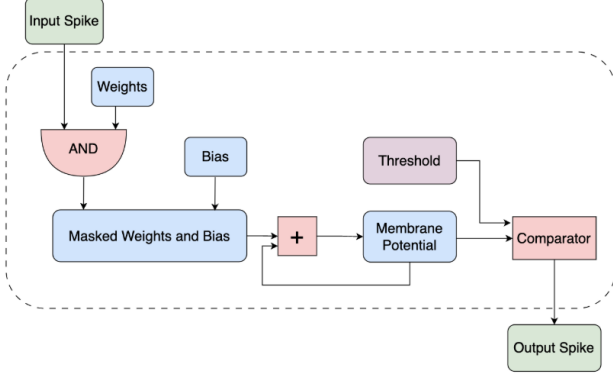 Input Spike
Weights
AND
Bias
Threshold
Masked Weights and Bias
+
Membrane
Potential
Comparator
Output Spike